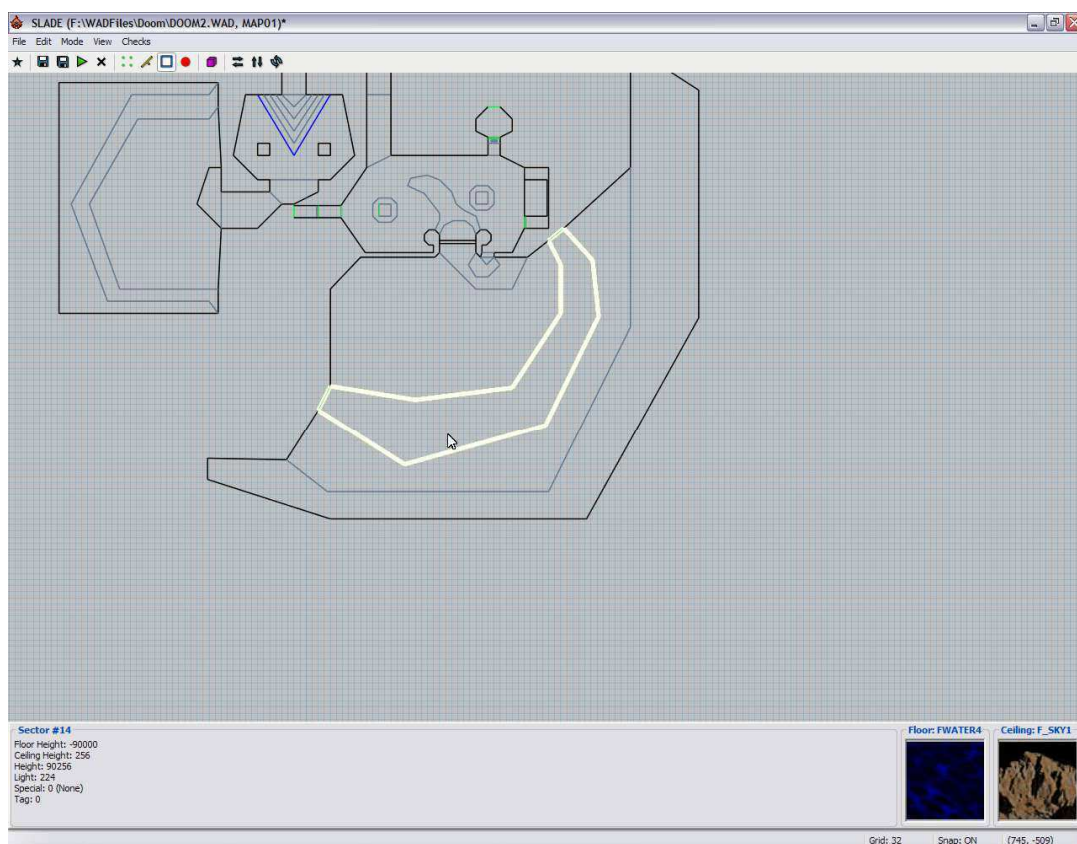 SLADE (F:\WADFiles\Doom\DOOM2.WAD, MAP01)*
File Edit Mode View Checks
Sector #14
Floor Height: -90000
Ceiling Height: 256
Height: 90256
Light: 224
Special: 0 (None)
Tag: 0
Floor: FWATER4
Ceiling: F_SKY1
Grid: 32 Snap: ON (745, -509)